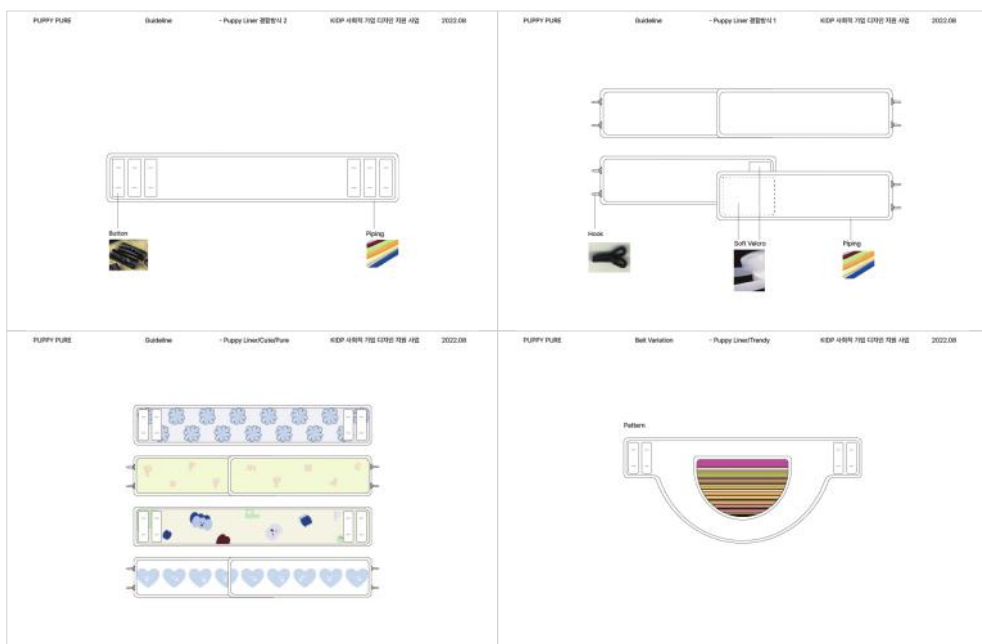 PUPPY PURE Guideline - Puppy Liner 결합방식 2 KIDP 사회적 기업 디자인 지원 사업 2022.08
Button
Piping
PUPPY PURE Guideline - Puppy Liner 결합방식 1 KIDP 사회적 기업 디자인 지원 사업 2022.08
Hook
Soft Velcro
Piping
PUPPY PURE Guideline - Puppy Liner/Cutie/Pure KIDP 사회적 기업 디자인 지원 사업 2022.08
PUPPY PURE Belt Variation - Puppy Liner/Trendy KIDP 사회적 기업 디자인 지원 사업 2022.08
Pattern